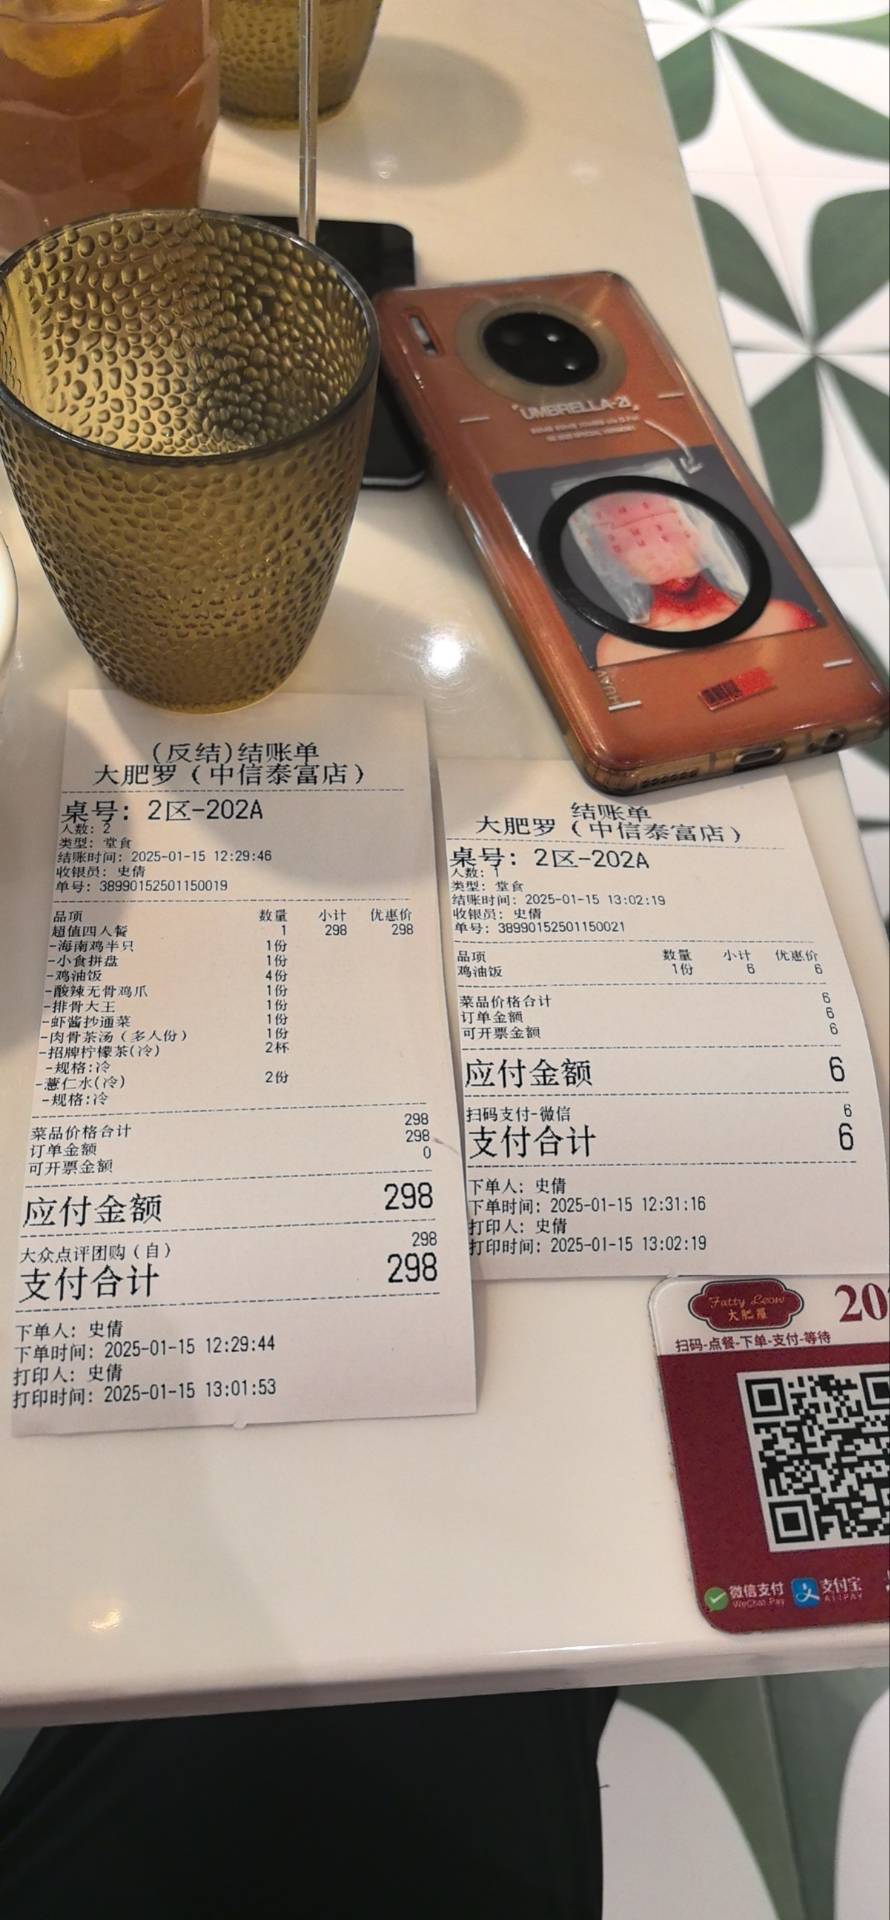 UMBRELLA-21
HUAW
(反结)结账单
大肥罗（中信泰富店）
桌号: 2区-202A
人数: 2
类型: 堂食
结账时间: 2025-01-15 12:29:46
收银员: 史倩
单号: 38990152501150019
品项 数量 小计 优惠价
超值四人餐 1 298 298
-海南鸡半只 1份
-小食拼盘 1份
-鸡油饭 4份
-酸辣无骨鸡爪 1份
-排骨大王 1份
-虾酱抄通菜 1份
-肉骨茶汤（多人份） 1份
-招牌柠檬茶(冷) 2杯
-规格:冷
-薏仁水(冷) 2份
-规格:冷
菜品价格合计 298
订单金额 298
可开票金额 0
应付金额 298
大众点评团购（自） 298
支付合计 298
下单人: 史倩
下单时间: 2025-01-15 12:29:44
打印人: 史倩
打印时间: 2025-01-15 13:01:53
结账单
大肥罗（中信泰富店）
桌号: 2区-202A
人数: 1
类型: 堂食
结账时间: 2025-01-15 13:02:19
收银员: 史倩
单号: 38990152501150021
品项 数量 小计 优惠价
鸡油饭 1份 6 6
菜品价格合计 6
订单金额 6
可开票金额 6
应付金额 6
扫码支付-微信 6
支付合计 6
下单人: 史倩
下单时间: 2025-01-15 12:31:16
打印人: 史倩
打印时间: 2025-01-15 13:02:19
Fatty Leow
大肥羅
20
扫码-点餐-下单-支付-等待
微信支付
WeChat Pay
支付宝
ALIPAY